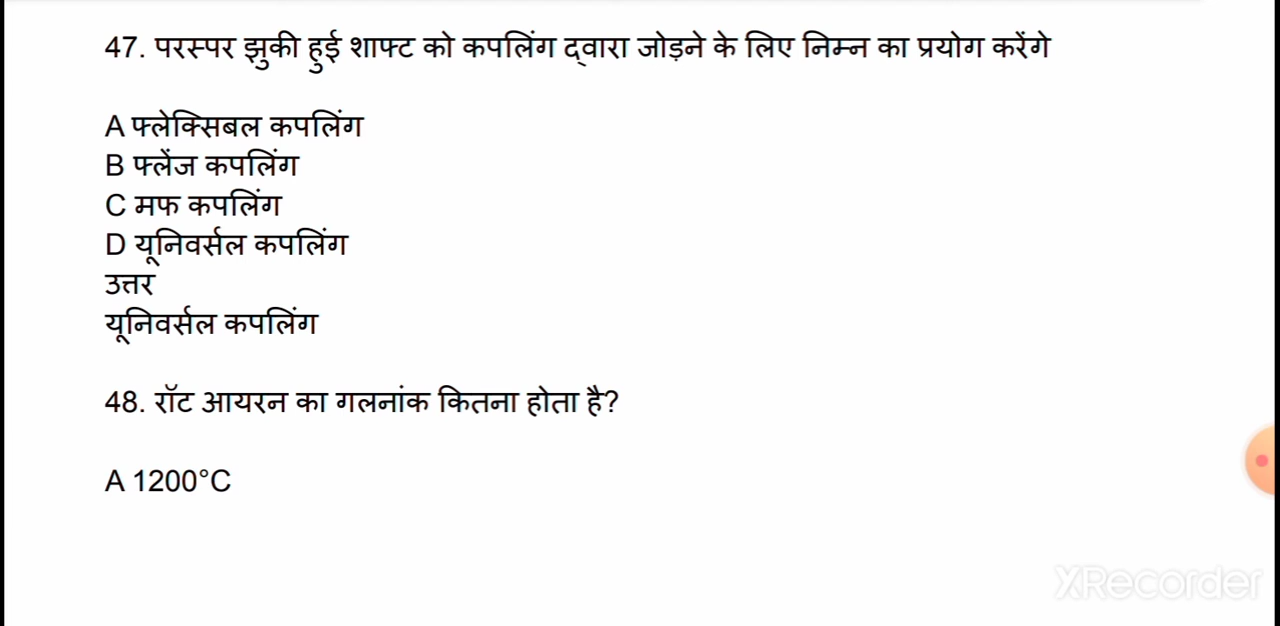 47. परस्पर झुकी हुई शाफ्ट को कपलिंग द्वारा जोड़ने के लिए निम्न का प्रयोग करेंगे
A फ्लेक्सिबल कपलिंग
B फ्लेंज कपलिंग
C मफ कपलिंग
D यूनिवर्सल कपलिंग
उत्तर
यूनिवर्सल कपलिंग
48. रॉट आयरन का गलनांक कितना होता है?
A 1200°C
XRecorder